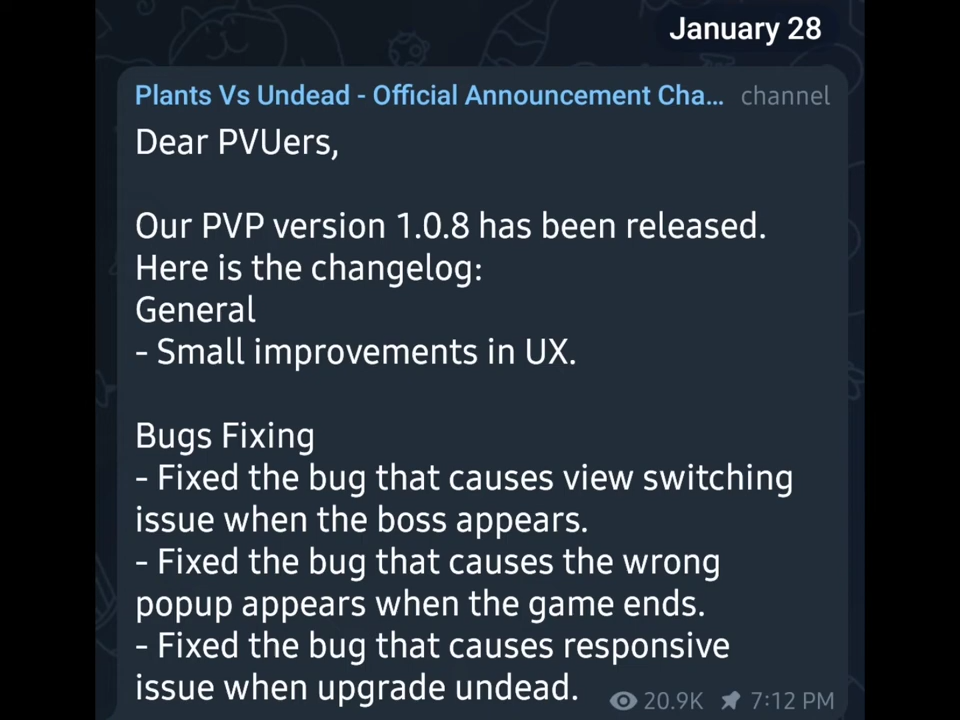 January 28
Plants Vs Undead - Official Announcement Cha... channel
Dear PVUers,
Our PVP version 1.0.8 has been released.
Here is the changelog:
General
- Small improvements in UX.
Bugs Fixing
- Fixed the bug that causes view switching
issue when the boss appears.
- Fixed the bug that causes the wrong
popup appears when the game ends.
- Fixed the bug that causes responsive
issue when upgrade undead.
20.9K 7:12 PM